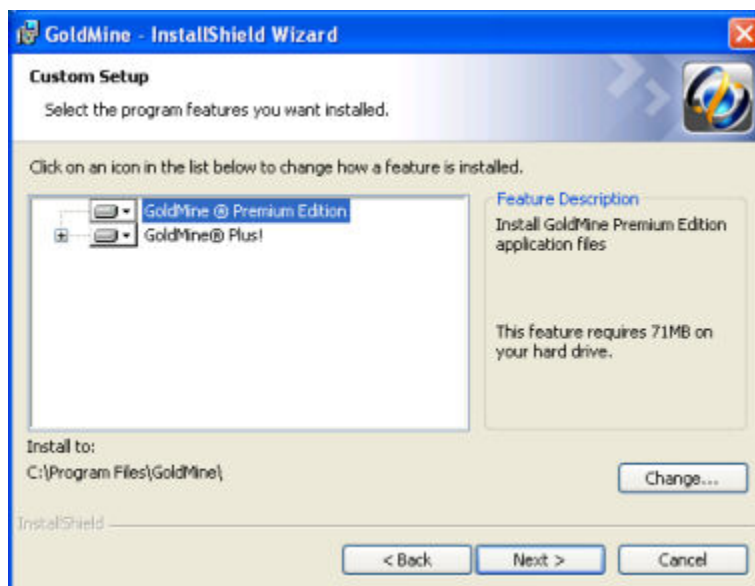 GoldMine - InstallShield Wizard
Custom Setup
Select the program features you want installed.
Click on an icon in the list below to change how a feature is installed.
GoldMine ® Premium Edition
GoldMine® Plus!
Feature Description
Install GoldMine Premium Edition
application files
This feature requires 71MB on
your hard drive.
Install to:
C:\Program Files\GoldMine\
Change...
InstallShield
< Back
Next >
Cancel